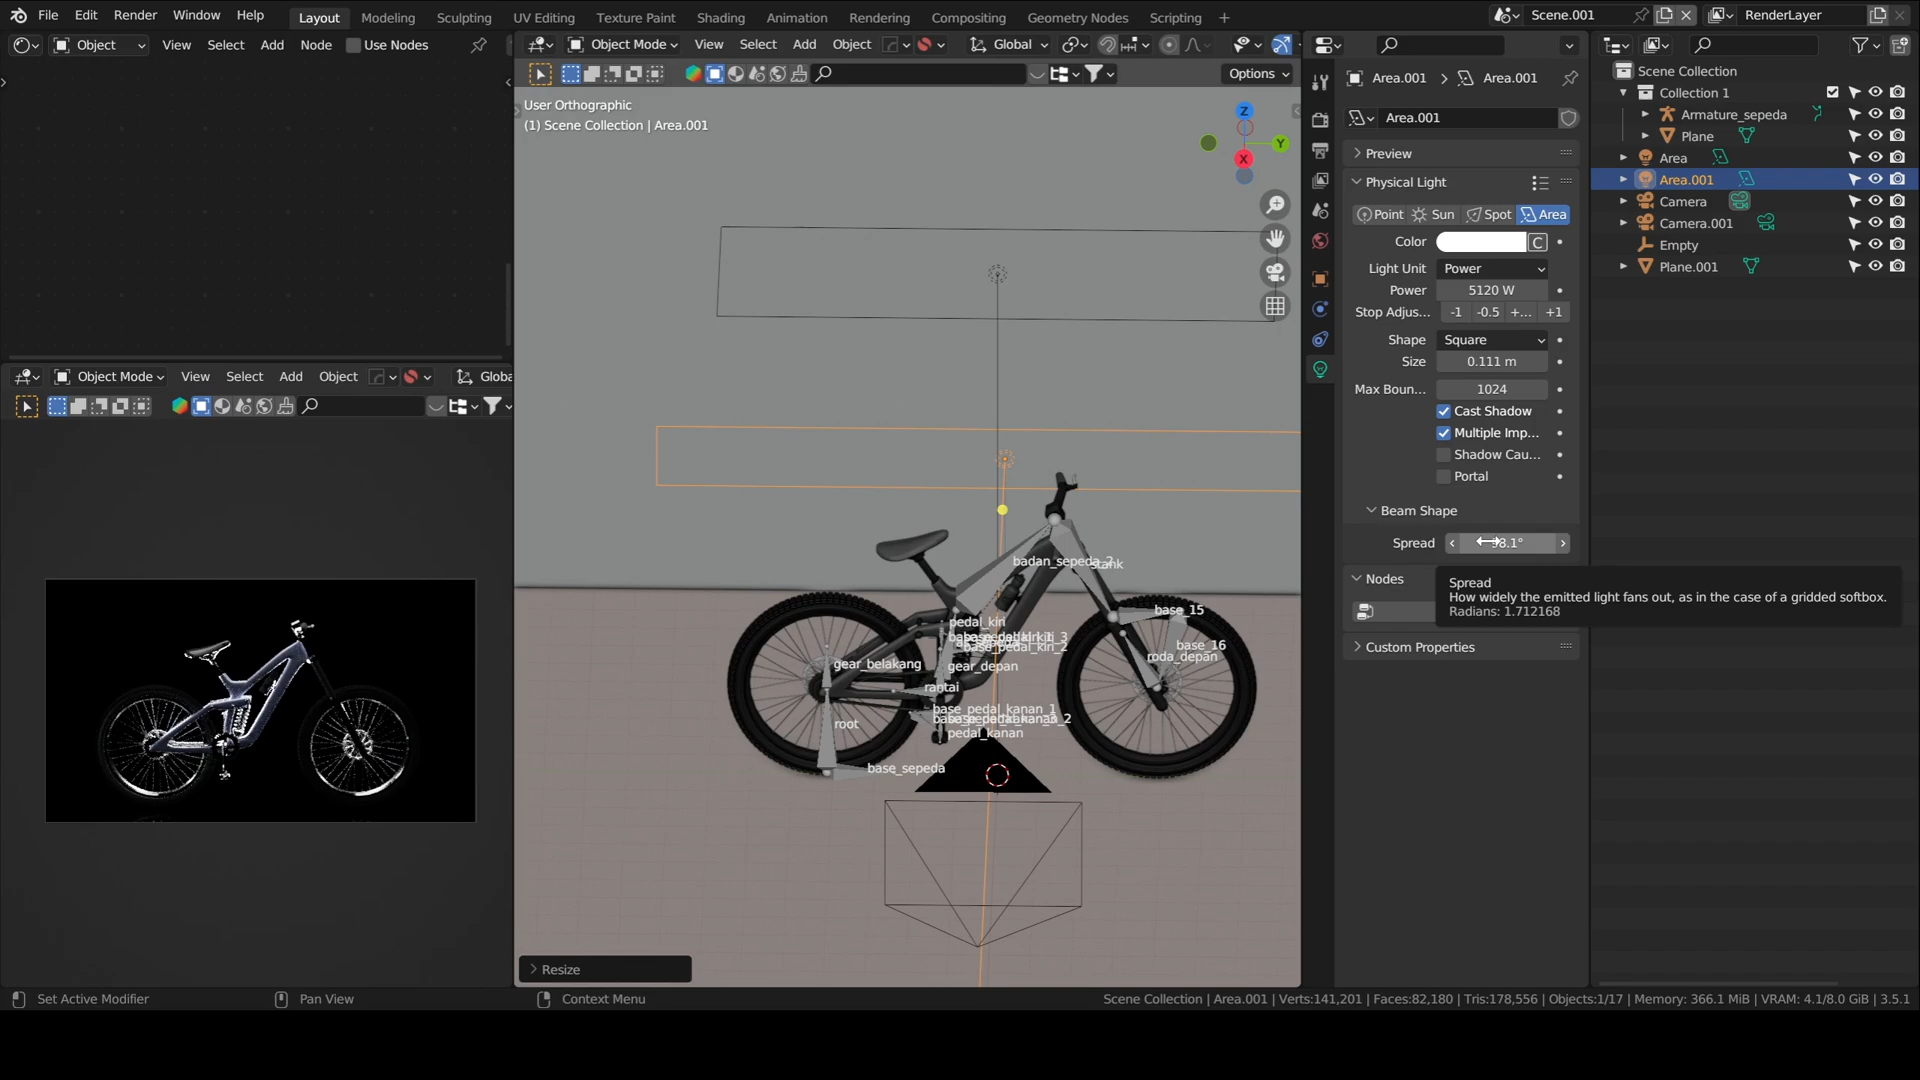 File Edit Render Window Help Layout Modeling Sculpting UV Editing Texture Paint Shading Animation Rendering Compositing Geometry Nodes Scripting + Scene.001 RenderLayer
Object View Select Add Node Use Nodes
Object Mode View Select Add Object Global
Options
User Orthographic
(1) Scene Collection | Area.001
Z
Y
X
Object Mode View Select Add Object Globa
badan_sepeda_2
stank
base_15
pedal_kiri
base_pedal_kiri_2
base_16
roda_depan
gear_belakang
gear_depan
rantai
base_pedal_kanan_1
root
pedal_kanan
base_sepeda
Resize
Area.001 > Area.001
Area.001
Preview
Physical Light
Point Sun Spot Area
Color C
Light Unit Power
Power 5120 W
Stop Adjus... -1 -0.5 +... +1
Shape Square
Size 0.111 m
Max Boun... 1024
Cast Shadow
Multiple Imp...
Shadow Cau...
Portal
Beam Shape
Spread
Nodes
Spread
How widely the emitted light fans out, as in the case of a gridded softbox.
Radians: 1.712168
Custom Properties
Scene Collection
Collection 1
Armature_sepeda
Plane
Area
Area.001
Camera
Camera.001
Empty
Plane.001
Set Active Modifier Pan View Context Menu Scene Collection | Area.001 | Verts:141,201 | Faces:82,180 | Tris:178,556 | Objects:1/17 | Memory: 366.1 MiB | VRAM: 4.1/8.0 GiB | 3.5.1